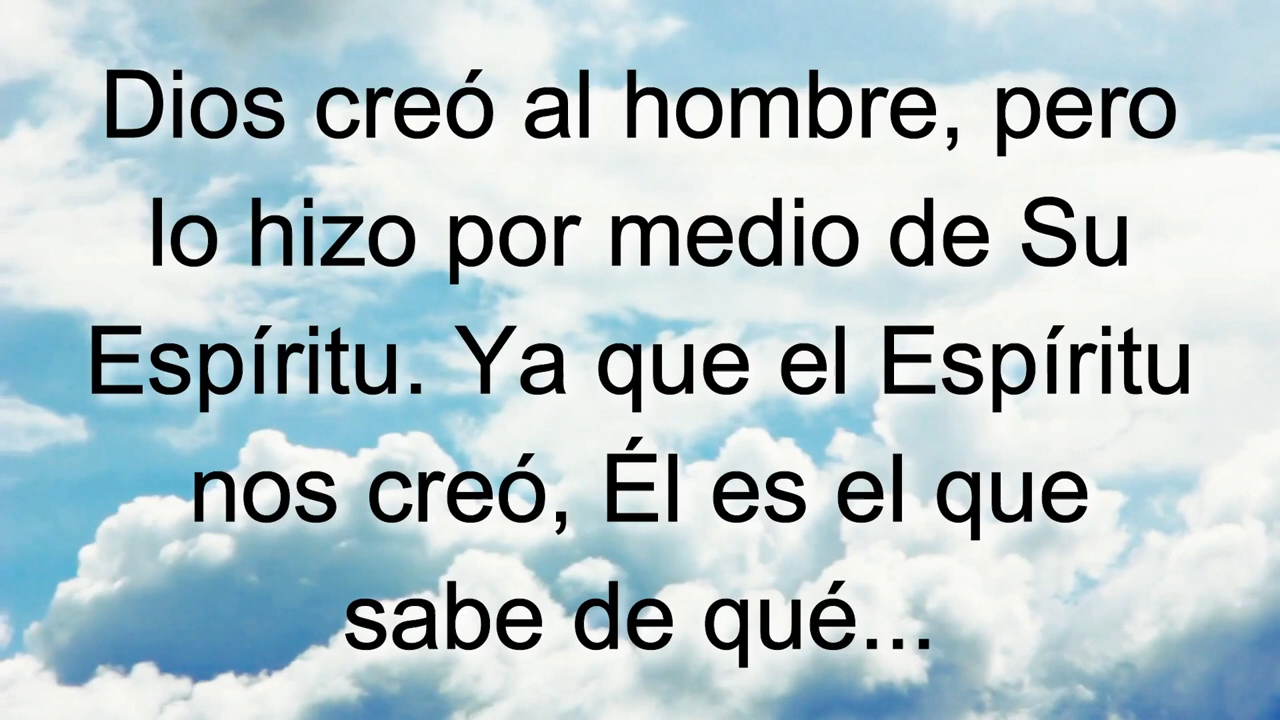 Dios creó al hombre, pero
lo hizo por medio de Su
Espíritu. Ya que el Espíritu
nos creó, Él es el que
sabe de qué...